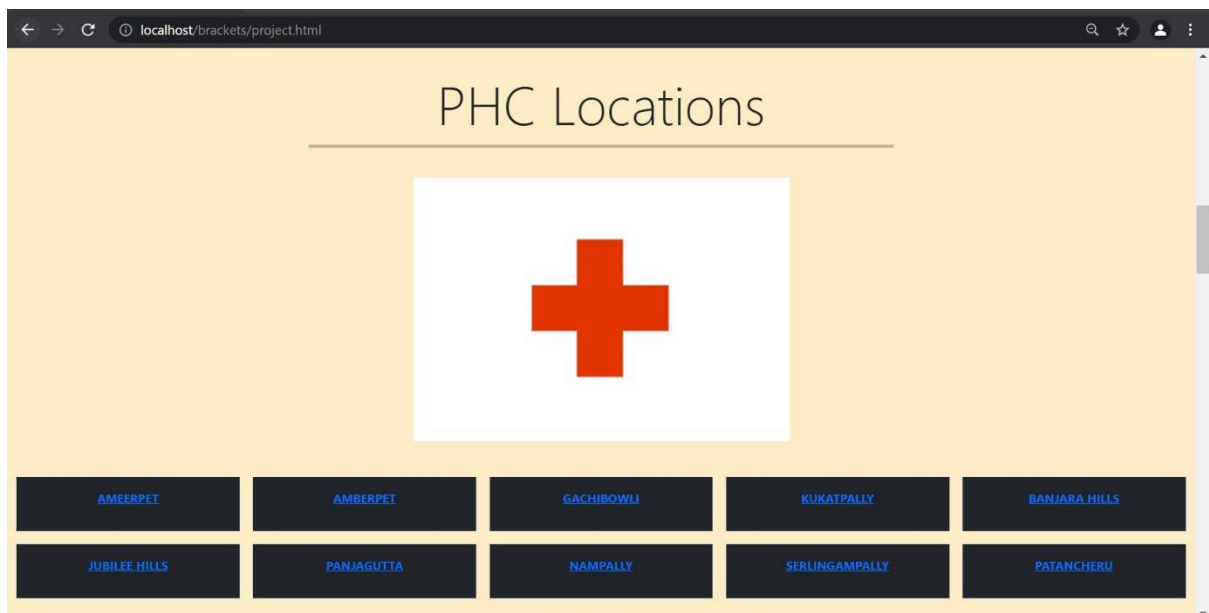 localhost/brackets/project.html
PHC Locations
AMEERPET AMBERPET GACHIBOWLI KUKATPALLY BANJARA HILLS
JUBILEE HILLS PANJAGUTTA NAMPALLY SERLINGAMPALLY PATANCHERU